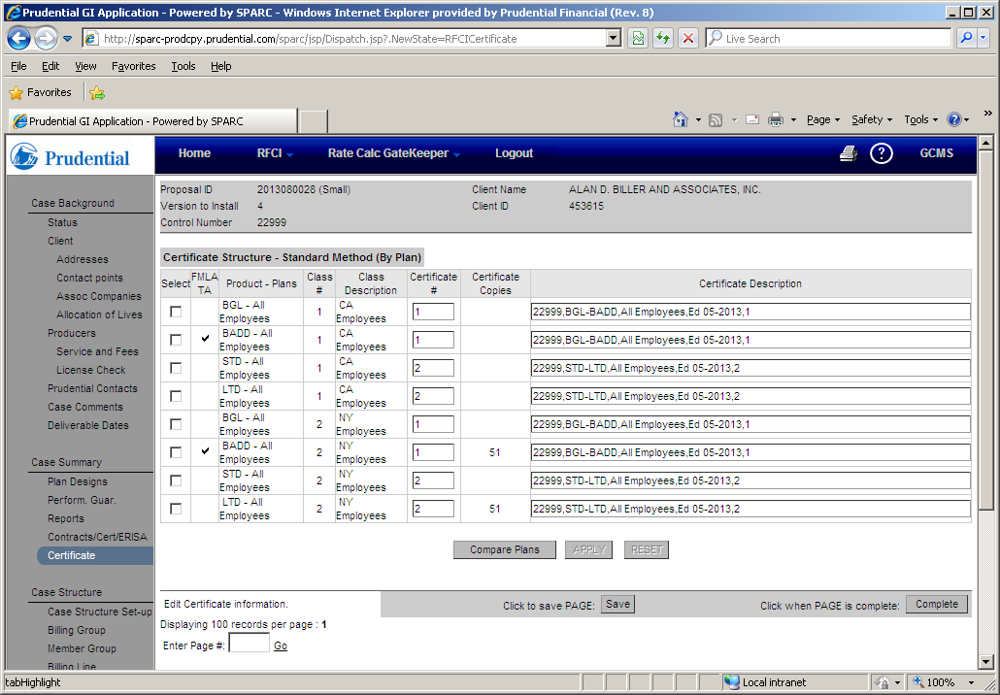 Prudential GI Application - Powered by SPARC - Windows Internet Explorer provided by Prudential Financial (Rev. 8)
http://sparc-prodcpy.prudential.com/sparc/jsp/Dispatch.jsp?.NewState=RFCICertificate
Live Search
File Edit View Favorites Tools Help
Favorites
Prudential GI Application - Powered by SPARC
Page Safety Tools
Prudential
Home RFCI Rate Calc GateKeeper Logout GCMS
Case Background
Status
Client
Addresses
Contact points
Assoc Companies
Allocation of Lives
Producers
Service and Fees
License Check
Prudential Contacts
Case Comments
Deliverable Dates
Case Summary
Plan Designs
Perform. Guar.
Reports
Contracts/Cert/ERISA
Certificate
Case Structure
Case Structure Set-up
Billing Group
Member Group
Billing Line
Proposal ID 2013080028 (Small) Client Name ALAN D. BILLER AND ASSOCIATES, INC.
Version to Install 4 Client ID 453615
Control Number 22999
Certificate Structure - Standard Method (By Plan)
Select FMLA TA Product - Plans Class # Class Description Certificate # Certificate Copies Certificate Description
BGL - All Employees 1 CA Employees 1 22999,BGL-BADD,All Employees,Ed 05-2013,1
BADD - All Employees 1 CA Employees 1 22999,BGL-BADD,All Employees,Ed 05-2013,1
STD - All Employees 1 CA Employees 2 22999,STD-LTD,All Employees,Ed 05-2013,2
LTD - All Employees 1 CA Employees 2 22999,STD-LTD,All Employees,Ed 05-2013,2
BGL - All Employees 2 NY Employees 1 22999,BGL-BADD,All Employees,Ed 05-2013,1
BADD - All Employees 2 NY Employees 1 51 22999,BGL-BADD,All Employees,Ed 05-2013,1
STD - All Employees 2 NY Employees 2 22999,STD-LTD,All Employees,Ed 05-2013,2
LTD - All Employees 2 NY Employees 2 51 22999,STD-LTD,All Employees,Ed 05-2013,2
Compare Plans APPLY RESET
Edit Certificate information. Click to save PAGE: Save Click when PAGE is complete: Complete
Displaying 100 records per page : 1
Enter Page #: Go
tabHighlight Local intranet 100%